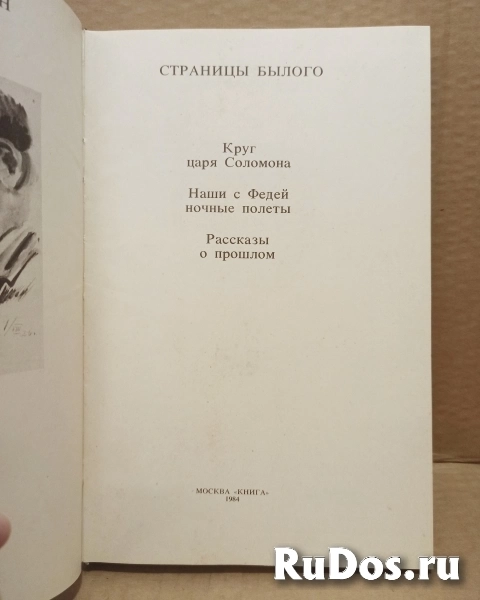 Н
СТРАНИЦЫ БЫЛОГО
Круг
царя Соломона
Наши с Федей
ночные полеты
Рассказы
о прошлом
МОСКВА «КНИГА»
1984
RuDos.ru